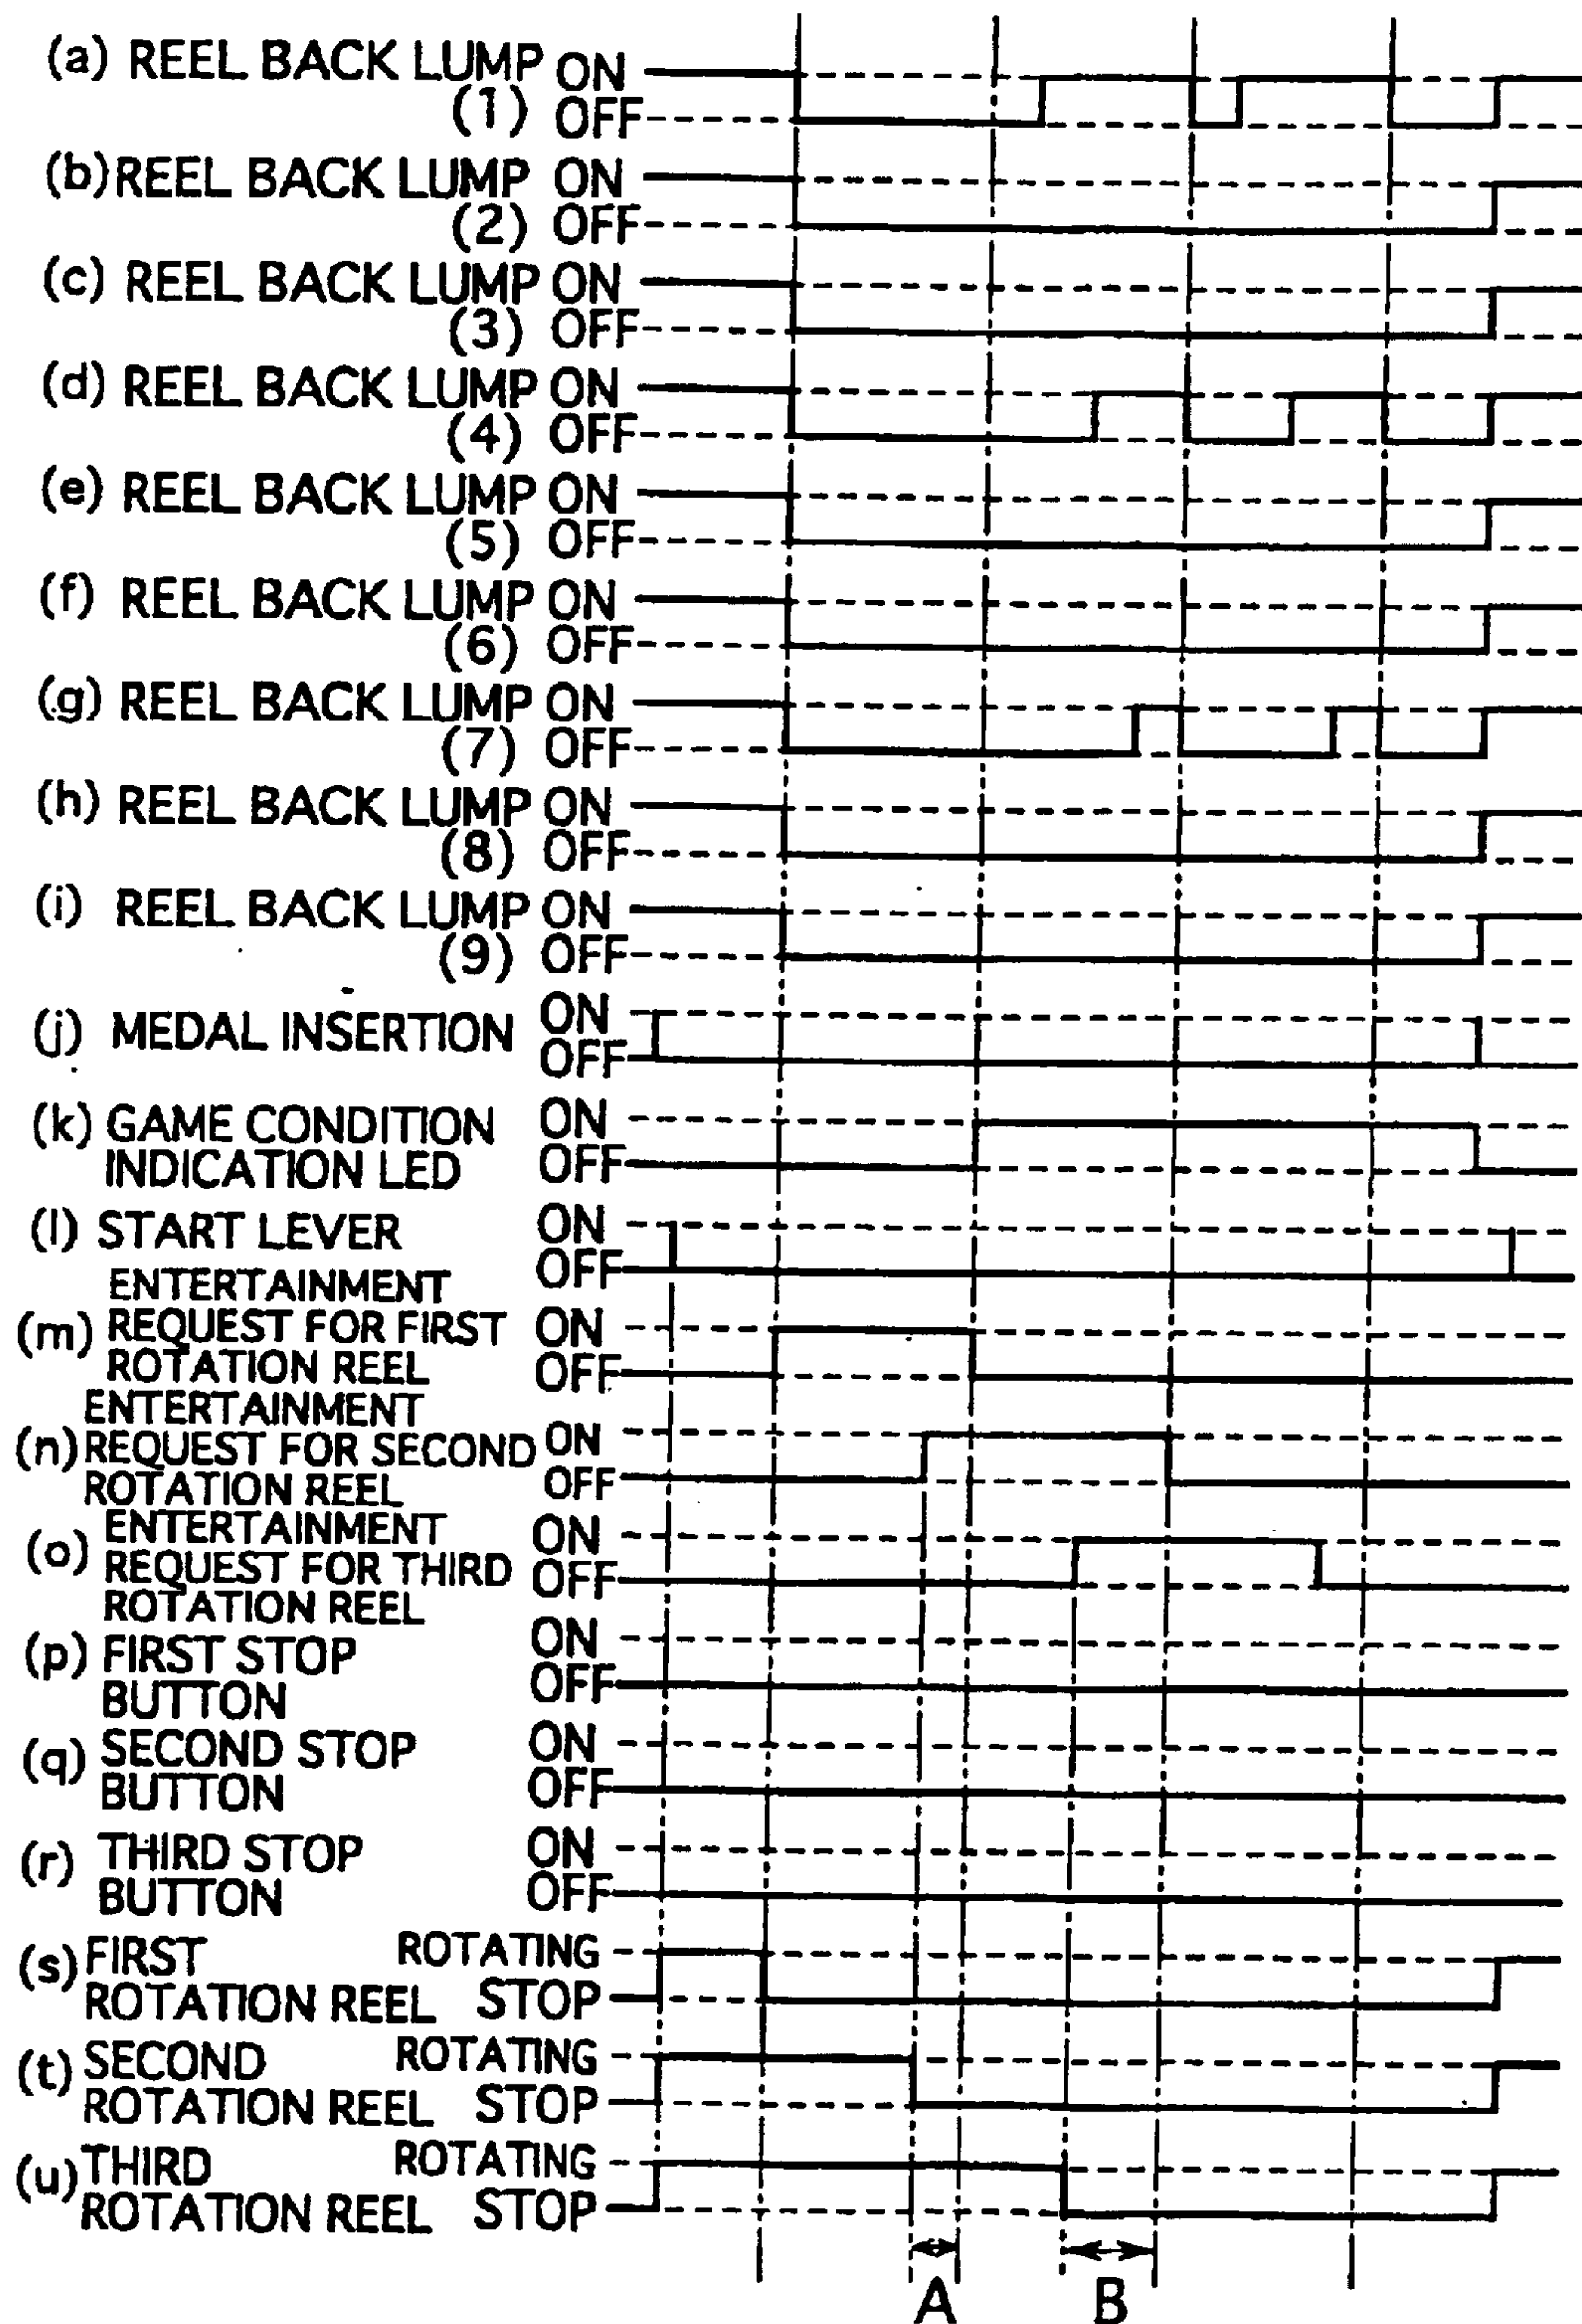 (a) REEL BACK LUMP ON
(1) OFF
(b) REEL BACK LUMP ON
(2) OFF
(c) REEL BACK LUMP ON
(3) OFF
(d) REEL BACK LUMP ON
(4) OFF
(e) REEL BACK LUMP ON
(5) OFF
(f) REEL BACK LUMP ON
(6) OFF
(g) REEL BACK LUMP ON
(7) OFF
(h) REEL BACK LUMP ON
(8) OFF
(i) REEL BACK LUMP ON
(9) OFF
(j) MEDAL INSERTION ON
OFF
(k) GAME CONDITION ON
INDICATION LED OFF
(l) START LEVER ON
OFF
ENTERTAINMENT
(m) REQUEST FOR FIRST ON
ROTATION REEL OFF
ENTERTAINMENT
(n) REQUEST FOR SECOND ON
ROTATION REEL OFF
ENTERTAINMENT ON
(o) REQUEST FOR THIRD OFF
ROTATION REEL
(p) FIRST STOP ON
BUTTON OFF
(q) SECOND STOP ON
BUTTON OFF
(r) THIRD STOP ON
BUTTON OFF
(s) FIRST ROTATING
ROTATION REEL STOP
(t) SECOND ROTATING
ROTATION REEL STOP
(u) THIRD ROTATING
ROTATION REEL STOP
A B